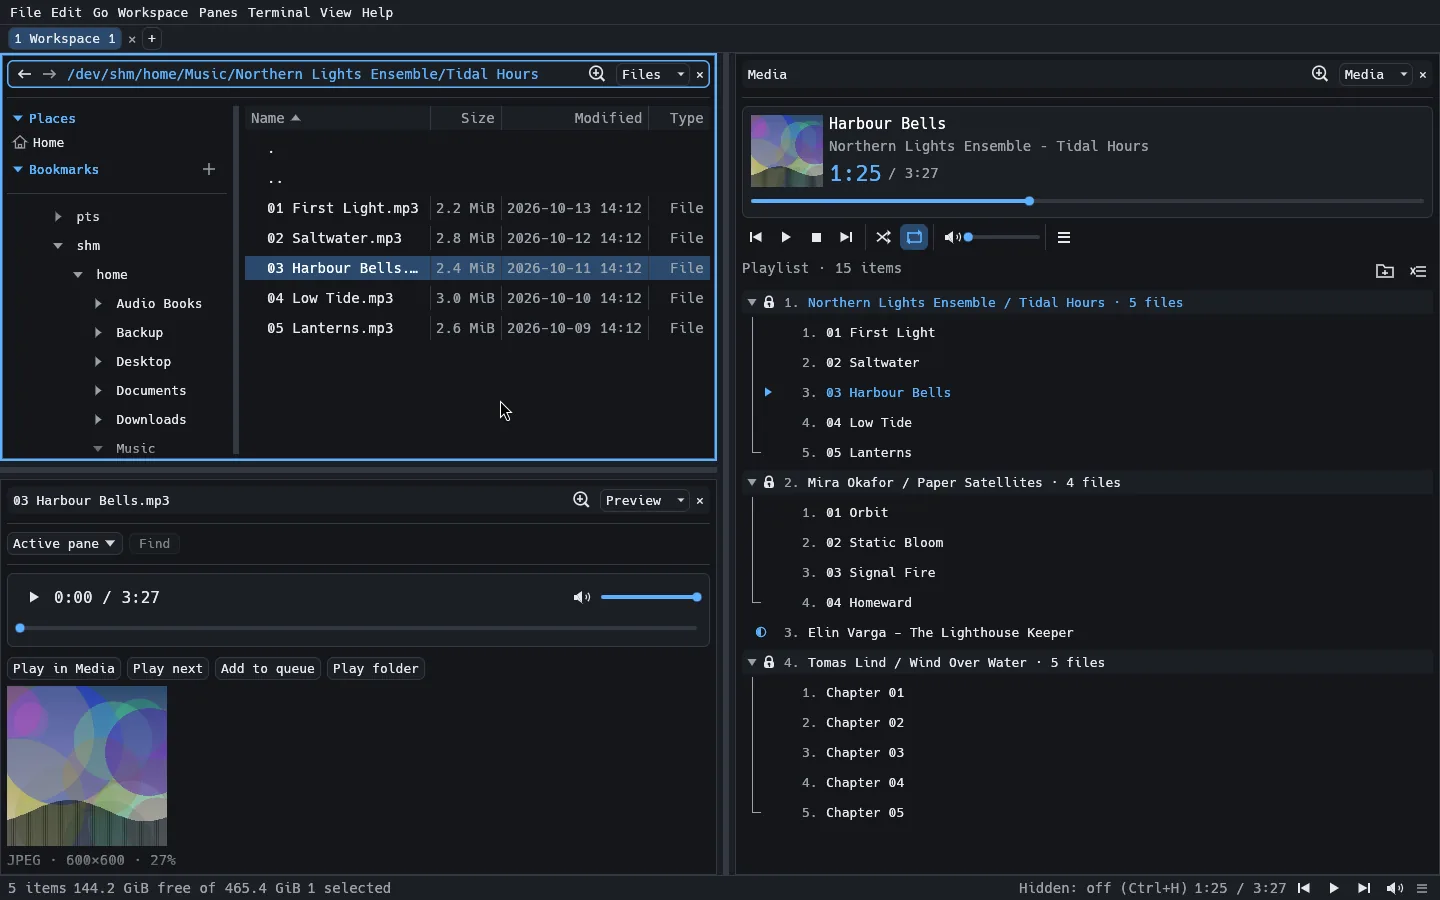 File Edit Go Workspace Panes Terminal View Help
1 Workspace 1 × +
/dev/shm/home/Music/Northern Lights Ensemble/Tidal Hours Files ×
Places
Home
Bookmarks
pts
shm
home
Audio Books
Backup
Desktop
Documents
Downloads
Music
Name Size Modified Type
.
..
01 First Light.mp3 2.2 MiB 2026-10-13 14:12 File
02 Saltwater.mp3 2.8 MiB 2026-10-12 14:12 File
03 Harbour Bells.… 2.4 MiB 2026-10-11 14:12 File
04 Low Tide.mp3 3.0 MiB 2026-10-10 14:12 File
05 Lanterns.mp3 2.6 MiB 2026-10-09 14:12 File
03 Harbour Bells.mp3 Preview ×
Active pane Find
0:00 / 3:27
Play in Media Play next Add to queue Play folder
JPEG · 600×600 · 27%
Media Media ×
Harbour Bells
Northern Lights Ensemble - Tidal Hours
1:25 / 3:27
Playlist · 15 items
1. Northern Lights Ensemble / Tidal Hours · 5 files
1. 01 First Light
2. 02 Saltwater
3. 03 Harbour Bells
4. 04 Low Tide
5. 05 Lanterns
2. Mira Okafor / Paper Satellites · 4 files
1. 01 Orbit
2. 02 Static Bloom
3. 03 Signal Fire
4. 04 Homeward
3. Elin Varga – The Lighthouse Keeper
4. Tomas Lind / Wind Over Water · 5 files
1. Chapter 01
2. Chapter 02
3. Chapter 03
4. Chapter 04
5. Chapter 05
5 items 144.2 GiB free of 465.4 GiB 1 selected Hidden: off (Ctrl+H) 1:25 / 3:27